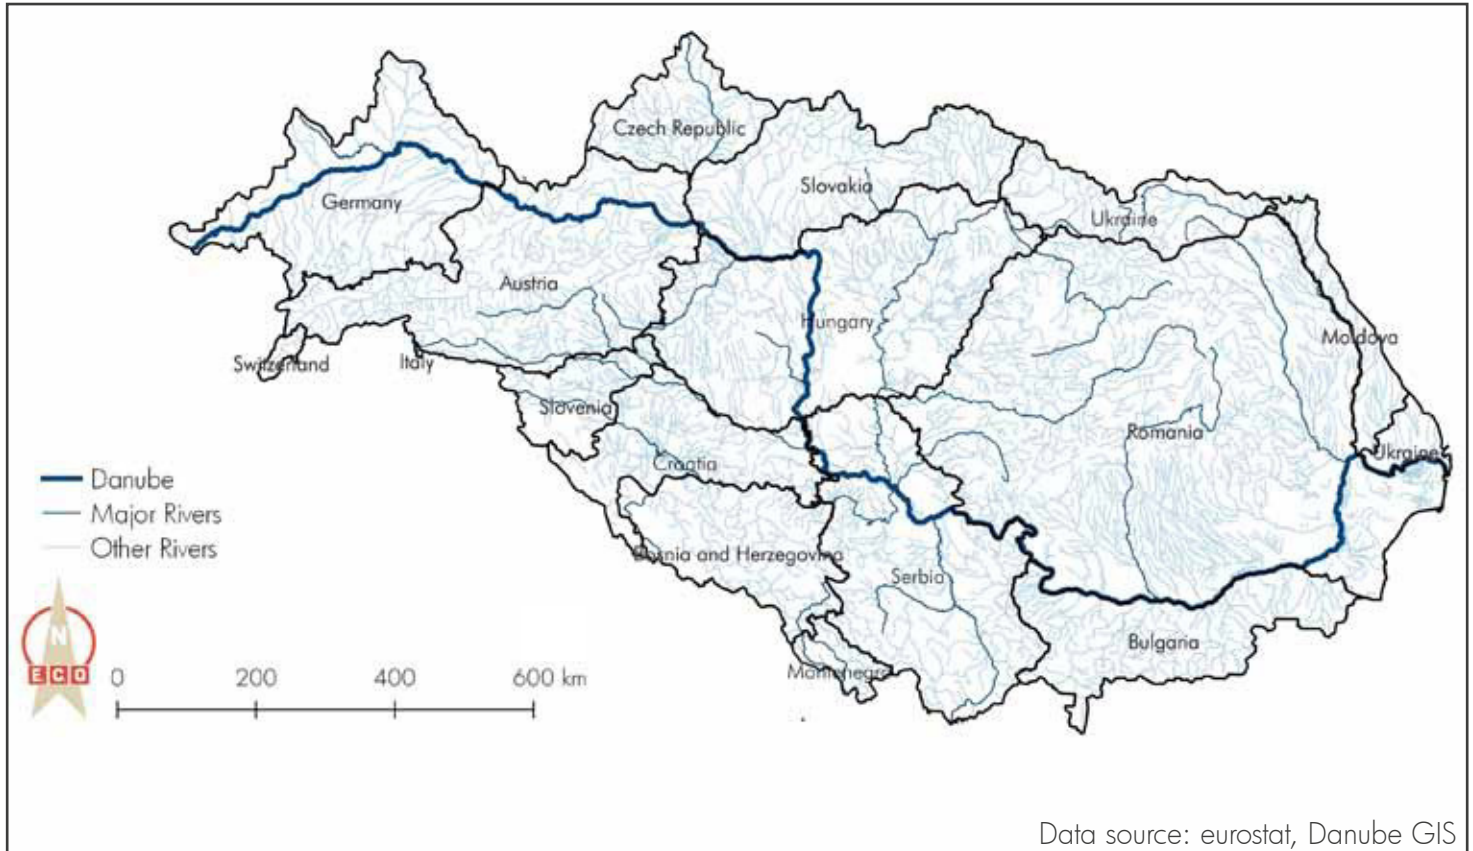 Czech Republic
Slovakia
Germany
Ukraine
Austria
Hungary
Moldova
Switzerland
Italy
Slovenia
Romania
Ukraine
Croatia
Danube
Major Rivers
Other Rivers
Bosnia and Herzegovina
Serbia
N
ECO
Bulgaria
Montenegro
0 200 400 600 km
Data source: eurostat, Danube GIS